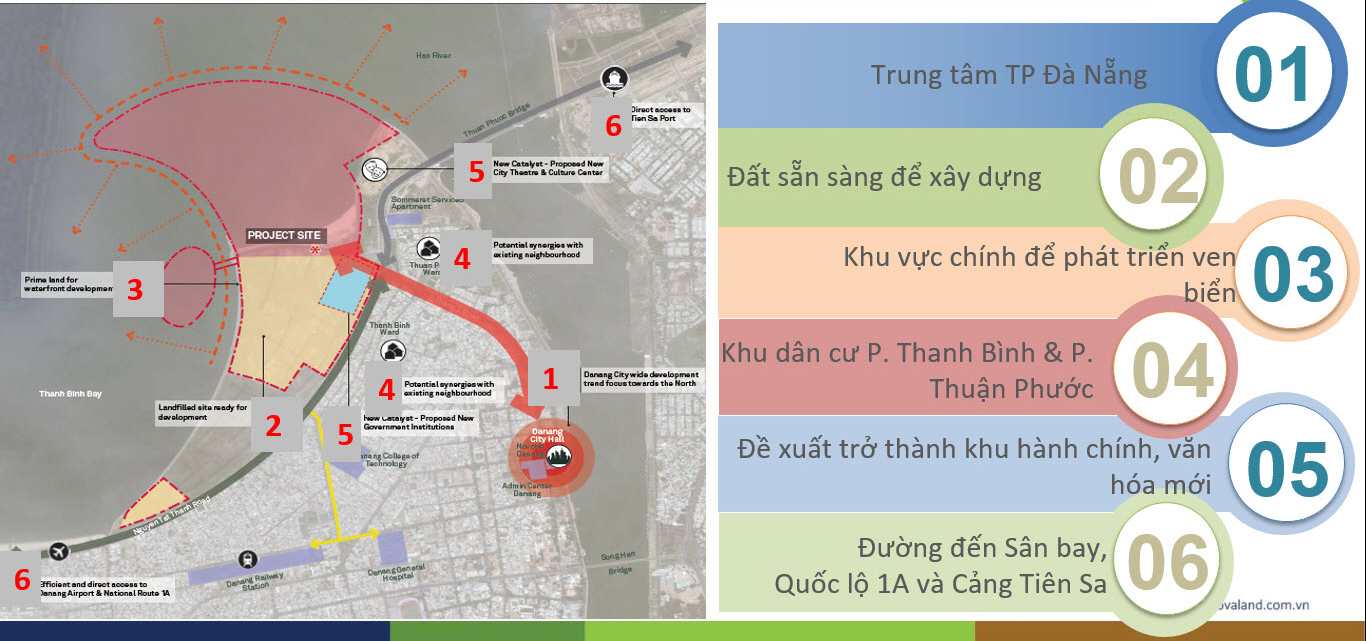 Han River
Thuan Phuoc Bridge
Direct access to
Tien Sa Port
6
5
New Catalyst - Proposed New
City Theatre & Culture Center
Sommeret Serviced
Apartment
PROJECT SITE
4
Potential synergies with
existing neighbourhood
Thuan P
Ward
Prime land for
waterfront development
3
Thanh Binh
Ward
1
Danang City wide development
trend focus towards the North
4
Potential synergies with
existing neighbourhood
Thanh Binh Bay
Landfilled site ready for
development
2
5
New Catalyst - Proposed New
Government Institutions
Danang
City Hall
Danang College of
Technology
Admin Center
Danang
Nguyen Tat Thanh Road
Song Han
Bridge
Danang Railway
Station
Danang General
Hospital
6
Efficient and direct access to
Danang Airport & National Route 1A
Trung tâm TP Đà Nẵng
01
Đất sẵn sàng để xây dựng
02
Khu vực chính để phát triển ven
biển
03
Khu dân cư P. Thanh Bình & P.
Thuận Phước
04
Đề xuất trở thành khu hành chính, văn
hóa mới
05
Đường đến Sân bay,
Quốc lộ 1A và Cảng Tiên Sa
06
ovaland.com.vn